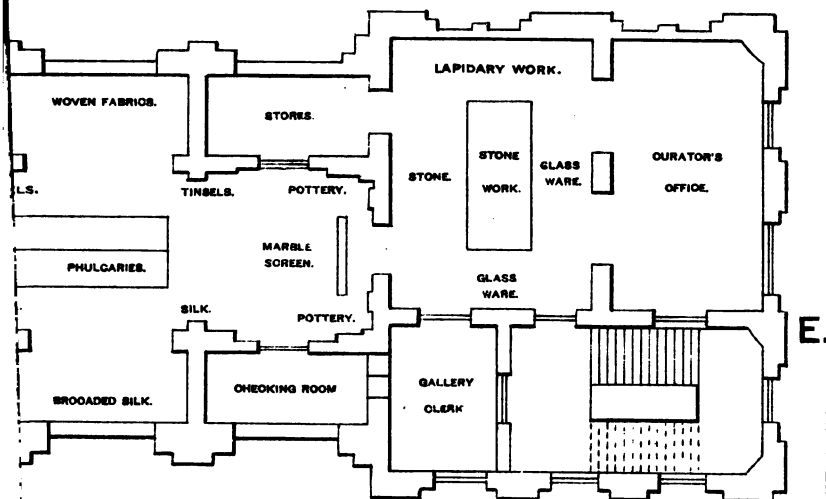 LAPIDARY WORK.
WOVEN FABRICS.
STORES.
STONE
WORK.
GLASS
WARE.
CURATOR'S
OFFICE.
STONE.
LS.
TINSELS.
POTTERY.
MARBLE
SCREEN.
PHULCARIES.
GLASS
WARE.
SILK.
POTTERY.
E.
CHECKING ROOM
GALLERY
CLERK
BROCADED SILK.